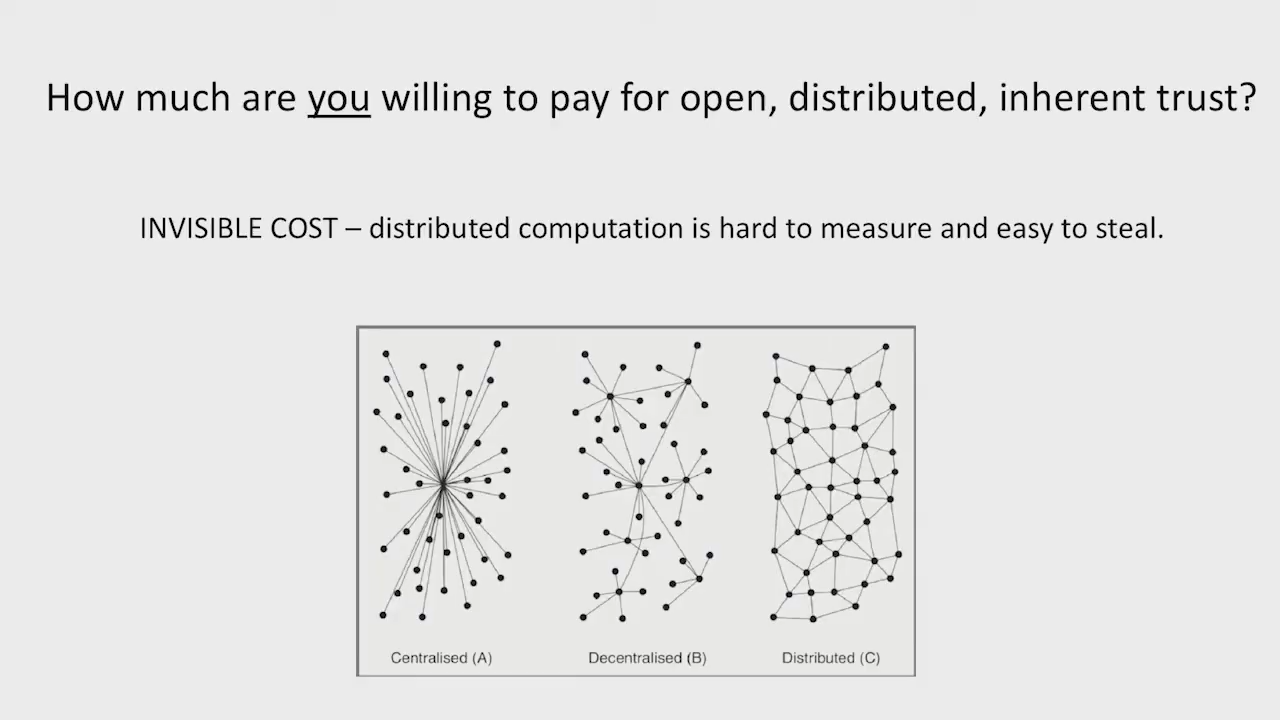 How much are you willing to pay for open, distributed, inherent trust?
INVISIBLE COST – distributed computation is hard to measure and easy to steal.
Centralised (A)
Decentralised (B)
Distributed (C)